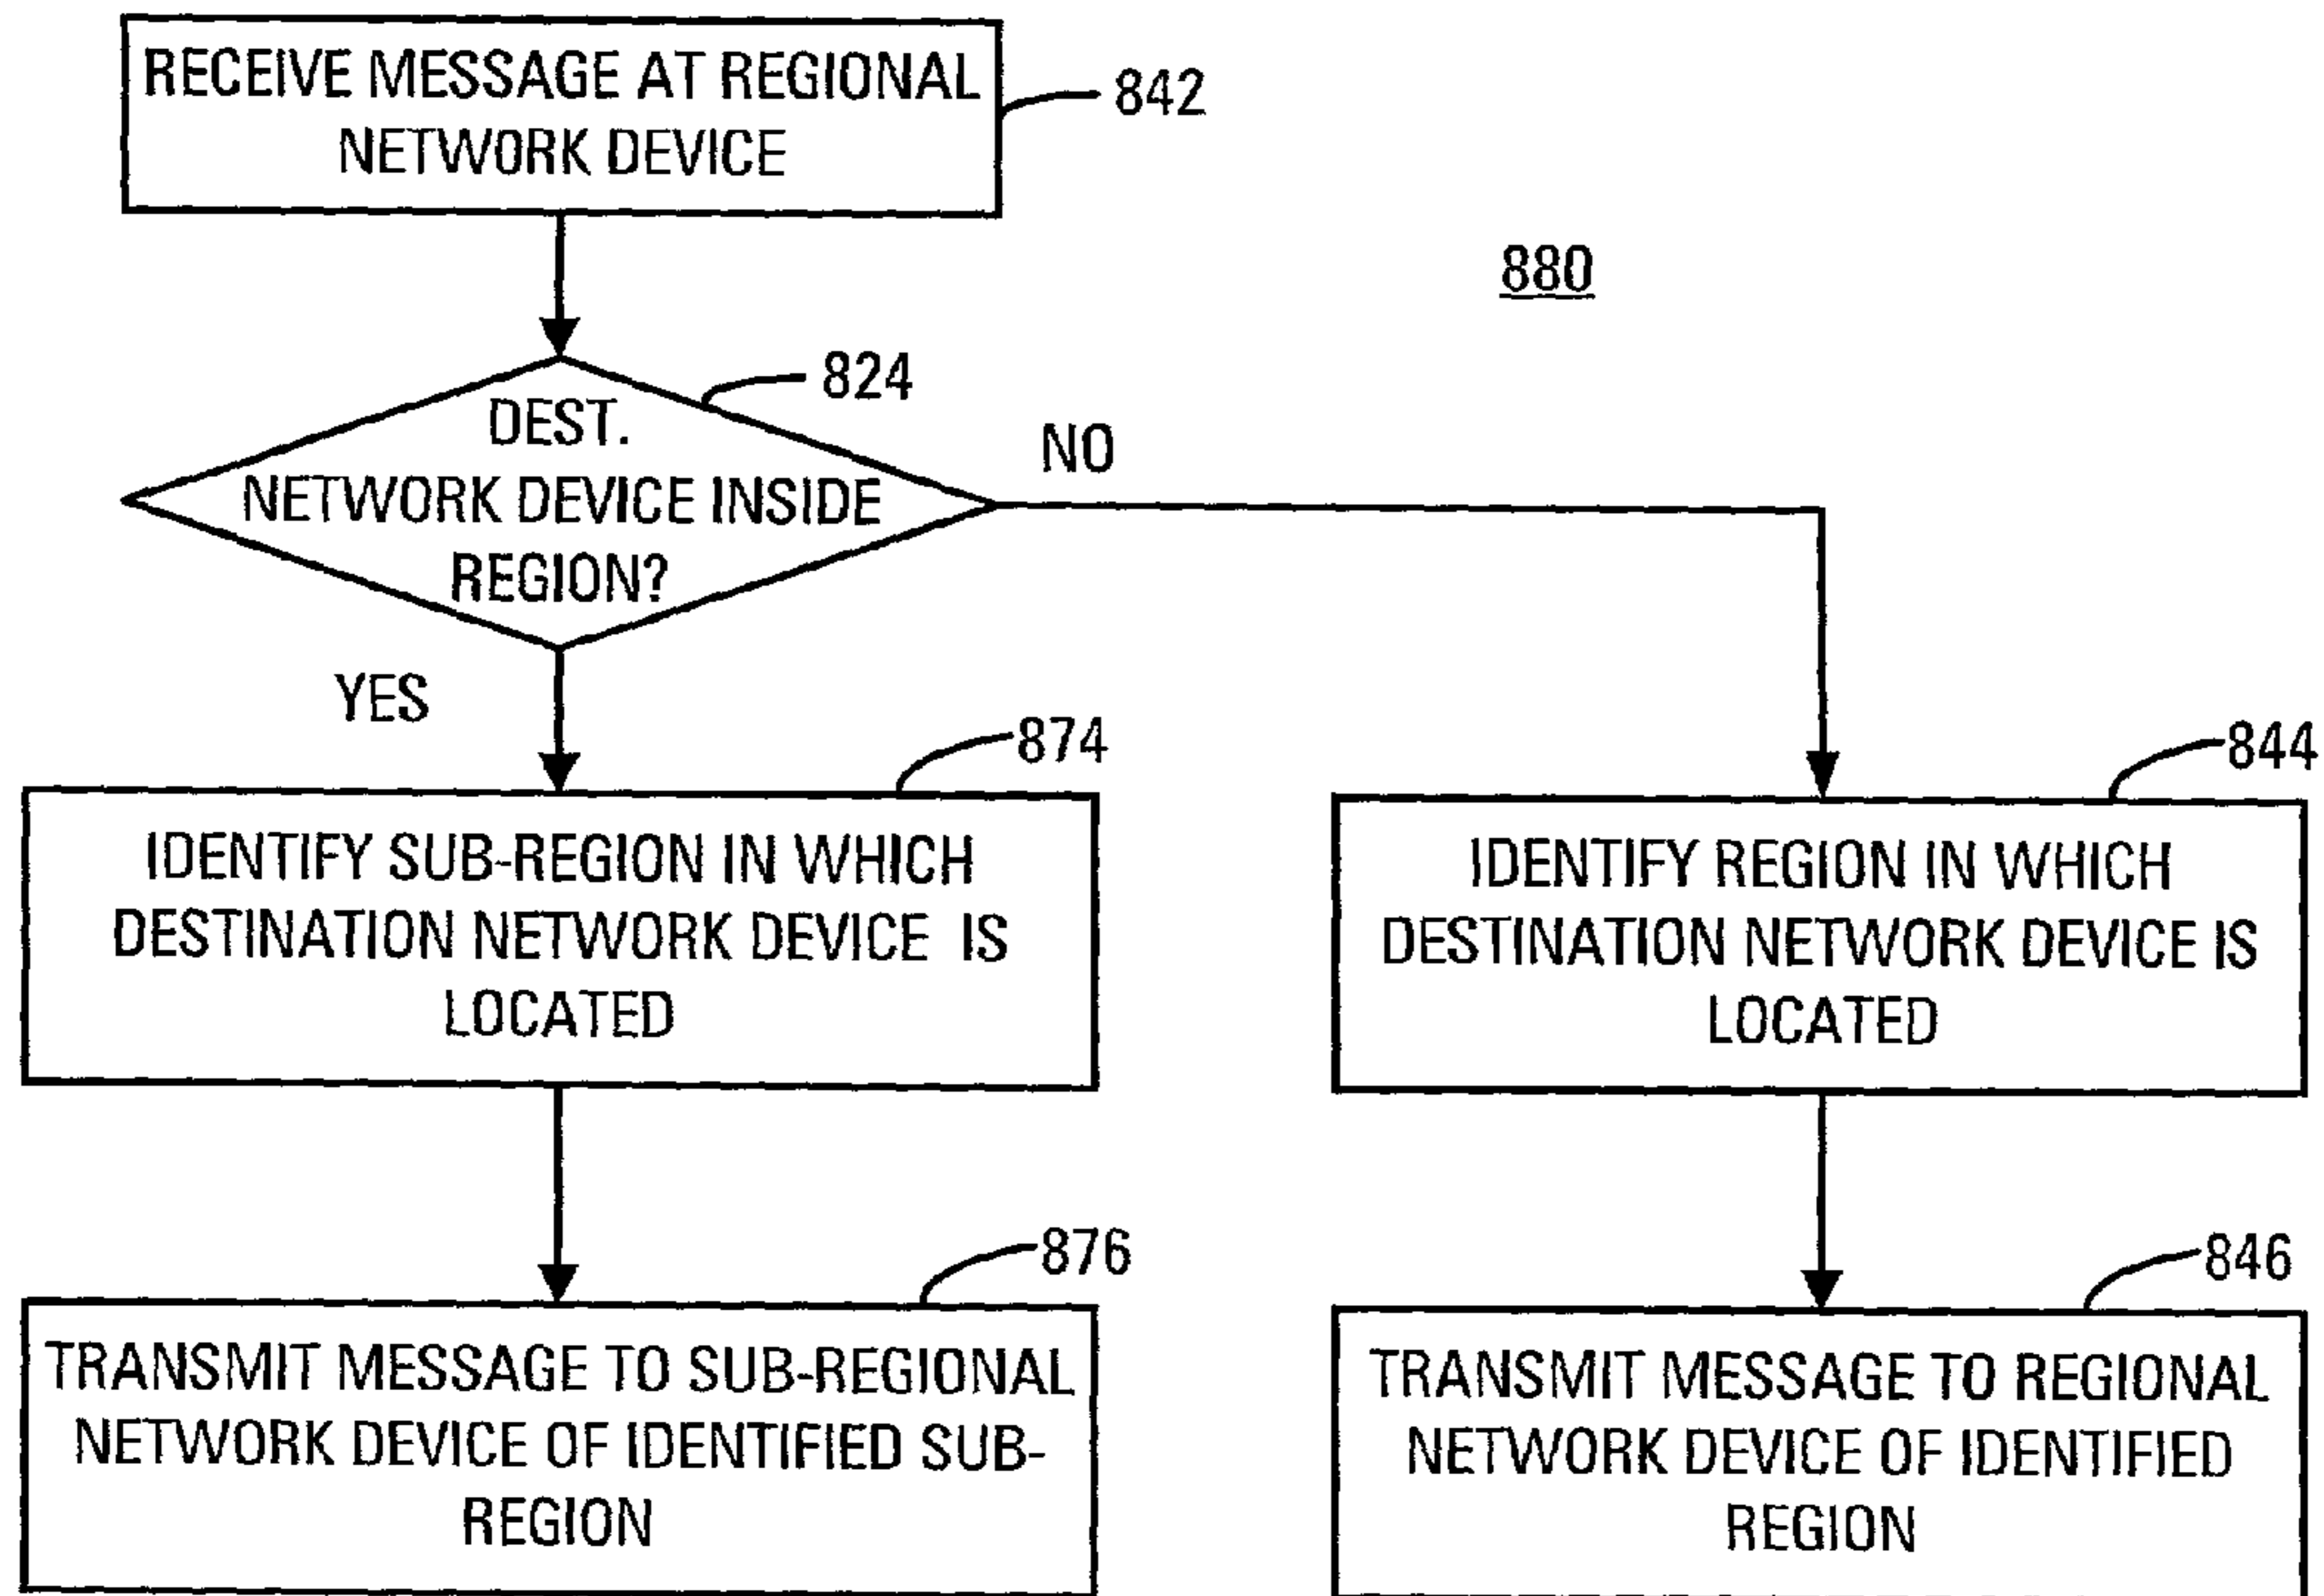 RECEIVE MESSAGE AT REGIONAL
NETWORK DEVICE
842
880
824
DEST.
NETWORK DEVICE INSIDE
REGION?
NO
YES
874
IDENTIFY SUB-REGION IN WHICH
DESTINATION NETWORK DEVICE IS
LOCATED
844
IDENTIFY REGION IN WHICH
DESTINATION NETWORK DEVICE IS
LOCATED
876
TRANSMIT MESSAGE TO SUB-REGIONAL
NETWORK DEVICE OF IDENTIFIED SUB-
REGION
846
TRANSMIT MESSAGE TO REGIONAL
NETWORK DEVICE OF IDENTIFIED
REGION